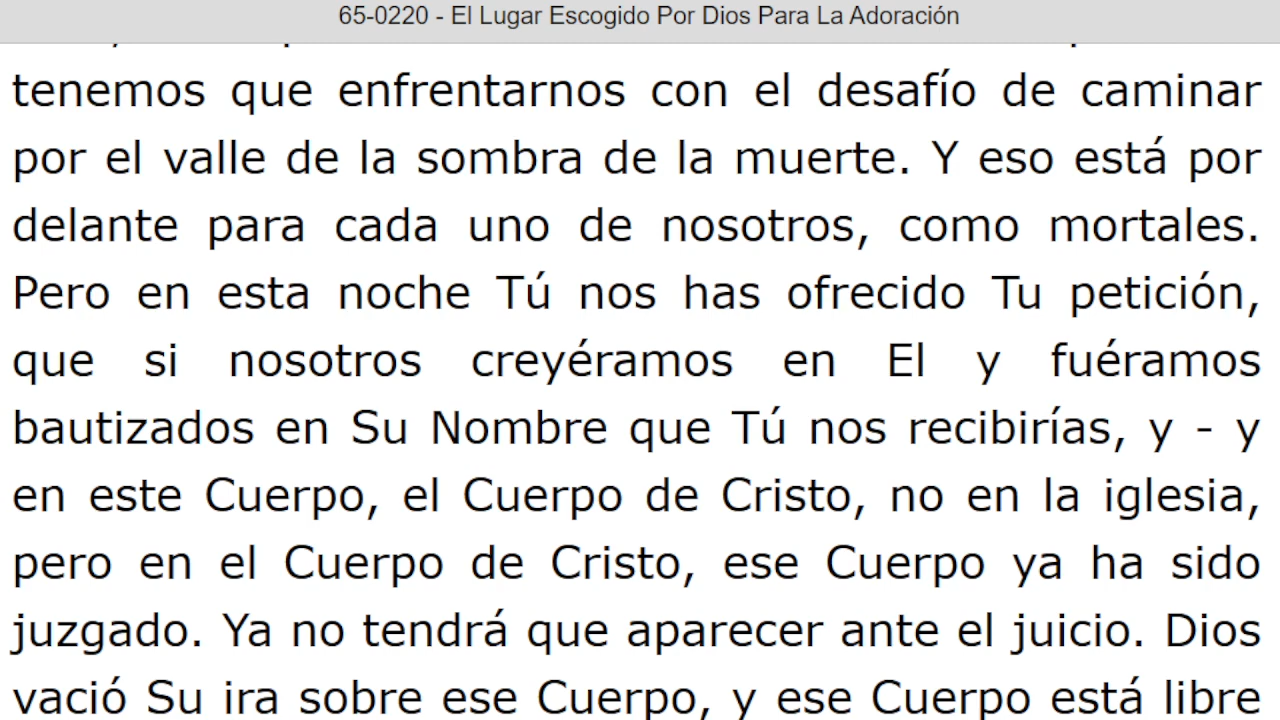 65-0220 - El Lugar Escogido Por Dios Para La Adoración
tenemos que enfrentarnos con el desafío de caminar
por el valle de la sombra de la muerte. Y eso está por
delante para cada uno de nosotros, como mortales.
Pero en esta noche Tú nos has ofrecido Tu petición,
que si nosotros creyéramos en El y fuéramos
bautizados en Su Nombre que Tú nos recibirías, y - y
en este Cuerpo, el Cuerpo de Cristo, no en la iglesia,
pero en el Cuerpo de Cristo, ese Cuerpo ya ha sido
juzgado. Ya no tendrá que aparecer ante el juicio. Dios
vació Su ira sobre ese Cuerpo, y ese Cuerpo está libre